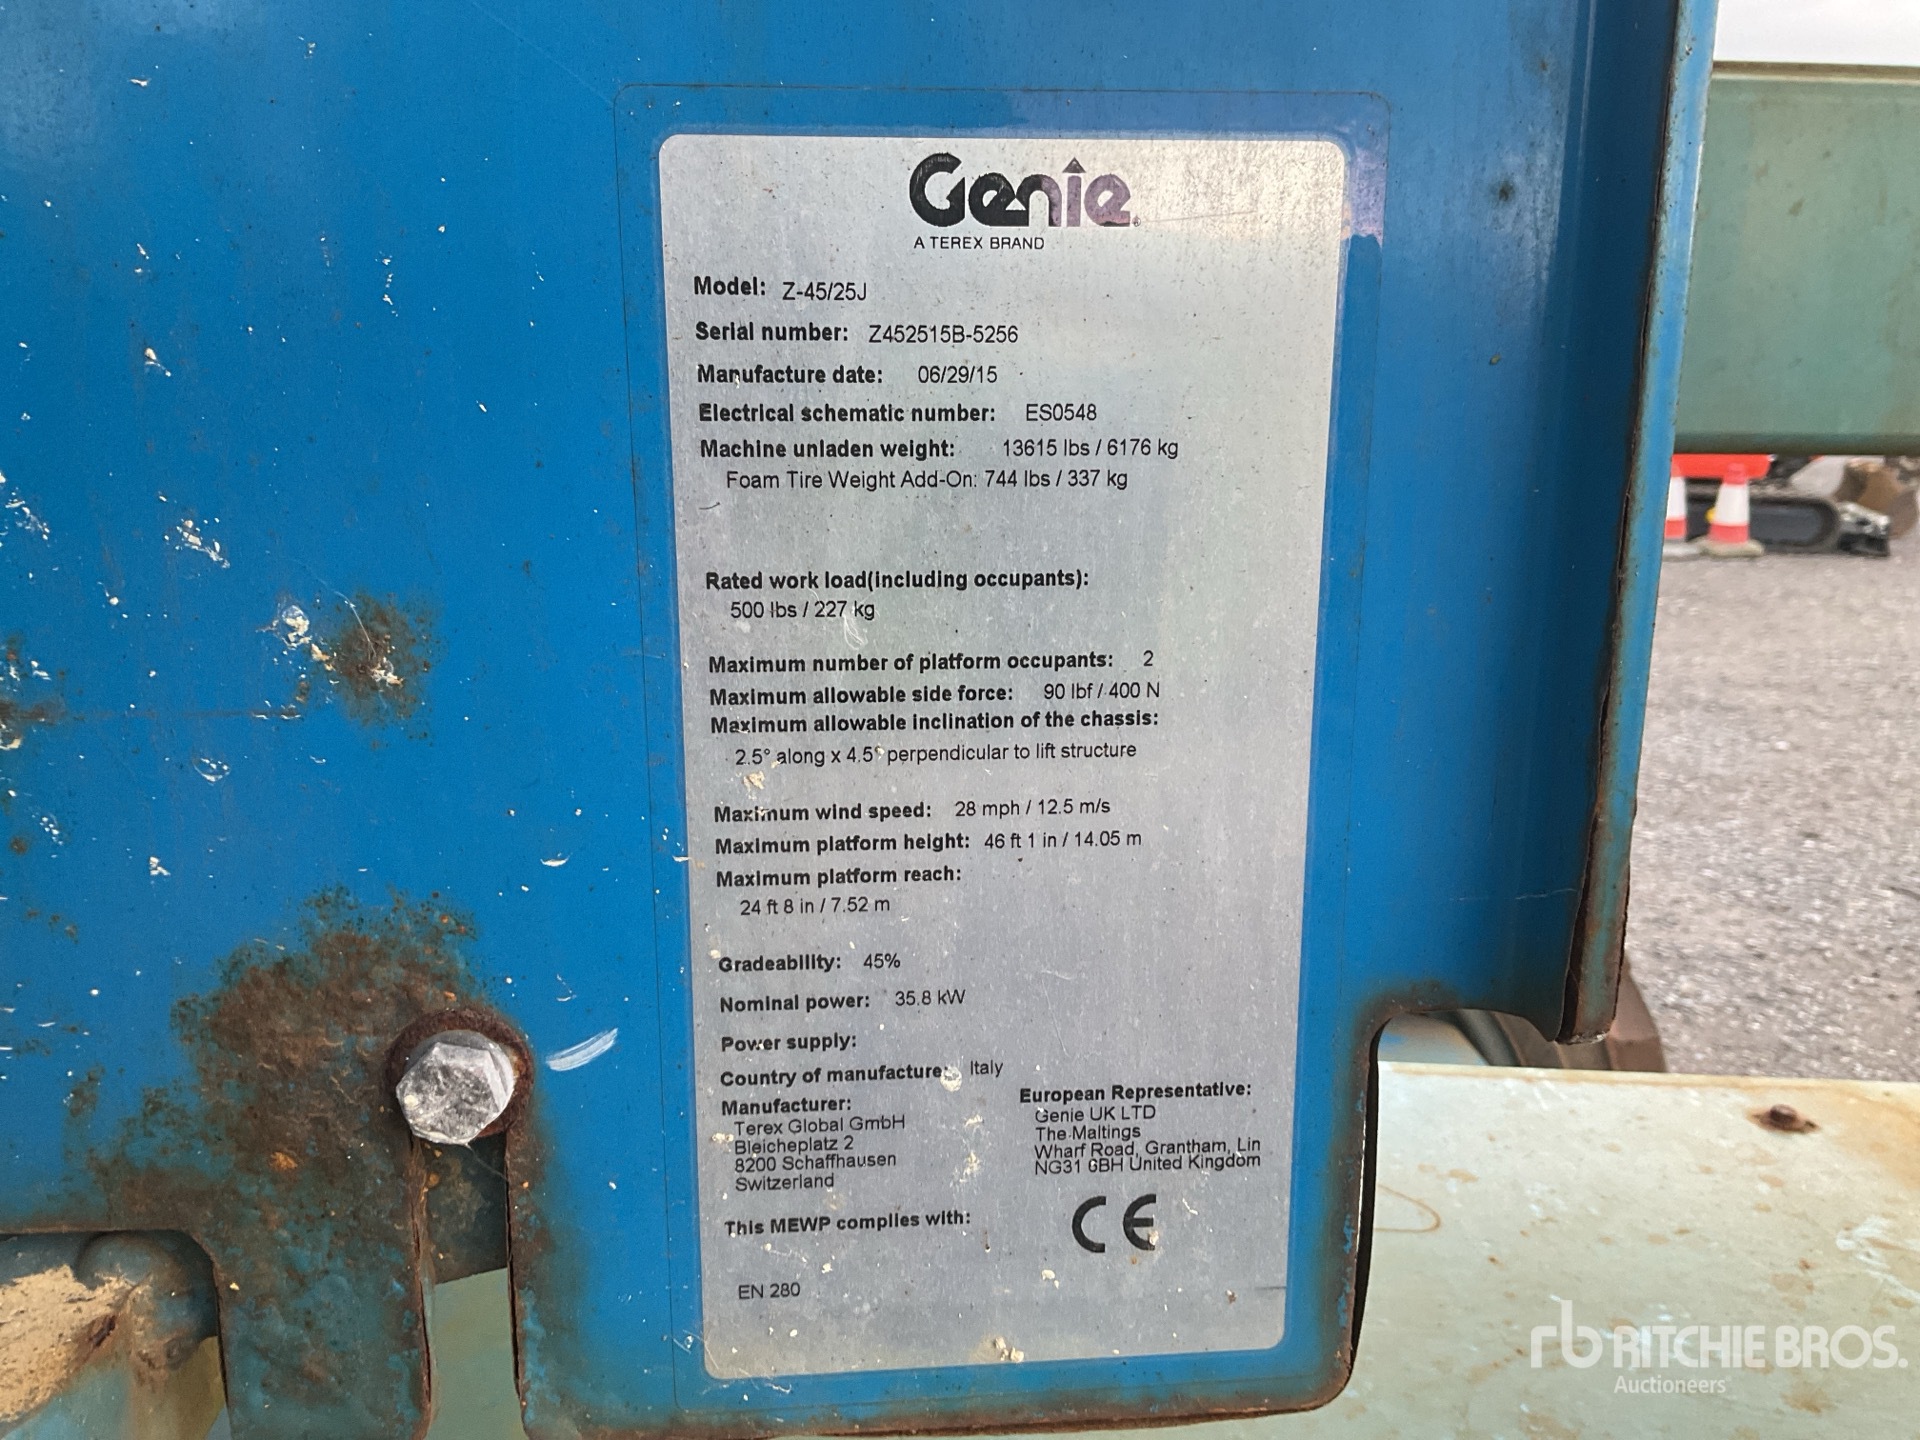 Genie
A TEREX BRAND
Model: Z-45/25J
Serial number: Z452515B-5256
Manufacture date: 06/29/15
Electrical schematic number: ES0548
Machine unladen weight: 13615 lbs / 6176 kg
Foam Tire Weight Add-On: 744 lbs / 337 kg
Rated work load(including occupants):
500 lbs / 227 kg
Maximum number of platform occupants: 2
Maximum allowable side force: 90 lbf / 400 N
Maximum allowable inclination of the chassis:
2.5° along x 4.5° perpendicular to lift structure
Maximum wind speed: 28 mph / 12.5 m/s
Maximum platform height: 46 ft 1 in / 14.05 m
Maximum platform reach:
24 ft 8 in / 7.52 m
Gradeability: 45%
Nominal power: 35.8 kW
Power supply:
Country of manufacture: Italy
Manufacturer:
Terex Global GmbH
Bleicheplatz 2
8200 Schaffhausen
Switzerland
European Representative:
Genie UK LTD
The Maltings
Wharf Road, Grantham, Lin
NG31 6BH United Kingdom
This MEWP complies with:
CE
EN 280
rb RITCHIE BROS.
Auctioneers